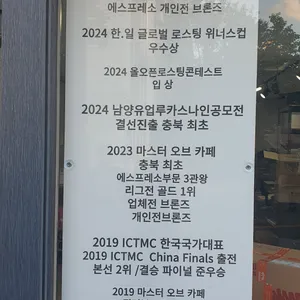 에스프레소 개인전 브론즈
2024 한.일 글로벌 로스팅 위너스컵
우수상
2024 올오픈로스팅콘테스트
입 상
2024 남양유업루카스나인공모전
결선진출 충북 최초
2023 마스터 오브 카페
충북 최초
에스프레소부문 3관왕
리그전 골드 1위
업체전 브론즈
개인전브론즈
2019 ICTMC 한국국가대표
2019 ICTMC China Finals 출전
본선 2위 /결승 파이널 준우승
2019 마스터 오브 카페